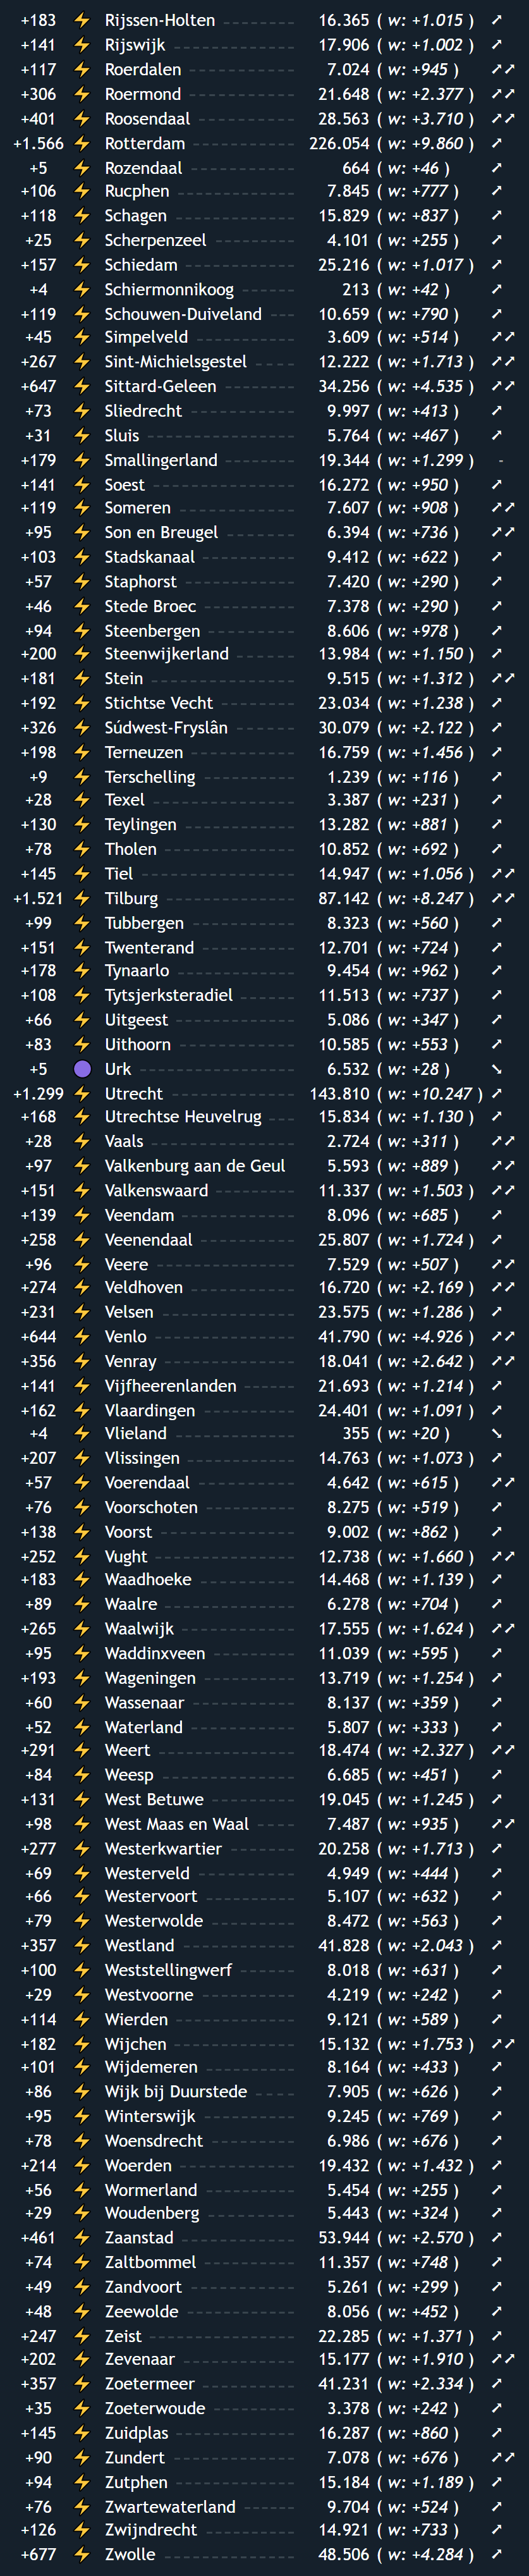 +183 ⚡ Rijssen-Holten 16.365 ( w: +1.015 ) ➚
+141 ⚡ Rijswijk 17.906 ( w: +1.002 ) ➚
+117 ⚡ Roerdalen 7.024 ( w: +945 ) ➚➚
+306 ⚡ Roermond 21.648 ( w: +2.377 ) ➚➚
+401 ⚡ Roosendaal 28.563 ( w: +3.710 ) ➚➚
+1.566 ⚡ Rotterdam 226.054 ( w: +9.860 ) ➚
+5 ⚡ Rozendaal 664 ( w: +46 ) ➚
+106 ⚡ Rucphen 7.845 ( w: +777 ) ➚
+118 ⚡ Schagen 15.829 ( w: +837 ) ➚
+25 ⚡ Scherpenzeel 4.101 ( w: +255 ) ➚
+157 ⚡ Schiedam 25.216 ( w: +1.017 ) ➚
+4 ⚡ Schiermonnikoog 213 ( w: +42 ) ➚
+119 ⚡ Schouwen-Duiveland 10.659 ( w: +790 ) ➚
+45 ⚡ Simpelveld 3.609 ( w: +514 ) ➚➚
+267 ⚡ Sint-Michielsgestel 12.222 ( w: +1.713 ) ➚➚
+647 ⚡ Sittard-Geleen 34.256 ( w: +4.535 ) ➚➚
+73 ⚡ Sliedrecht 9.997 ( w: +413 ) ➚
+31 ⚡ Sluis 5.764 ( w: +467 ) ➚
+179 ⚡ Smallingerland 19.344 ( w: +1.299 ) -
+141 ⚡ Soest 16.272 ( w: +950 ) ➚
+119 ⚡ Someren 7.607 ( w: +908 ) ➚➚
+95 ⚡ Son en Breugel 6.394 ( w: +736 ) ➚➚
+103 ⚡ Stadskanaal 9.412 ( w: +622 ) ➚
+57 ⚡ Staphorst 7.420 ( w: +290 ) ➚
+46 ⚡ Stede Broec 7.378 ( w: +290 ) ➚
+94 ⚡ Steenbergen 8.606 ( w: +978 ) ➚
+200 ⚡ Steenwijkerland 13.984 ( w: +1.150 ) ➚
+181 ⚡ Stein 9.515 ( w: +1.312 ) ➚➚
+192 ⚡ Stichtse Vecht 23.034 ( w: +1.238 ) ➚
+326 ⚡ Súdwest-Fryslân 30.079 ( w: +2.122 ) ➚
+198 ⚡ Terneuzen 16.759 ( w: +1.456 ) ➚
+9 ⚡ Terschelling 1.239 ( w: +116 ) ➚
+28 ⚡ Texel 3.387 ( w: +231 ) ➚
+130 ⚡ Teylingen 13.282 ( w: +881 ) ➚
+78 ⚡ Tholen 10.852 ( w: +692 ) ➚
+145 ⚡ Tiel 14.947 ( w: +1.056 ) ➚➚
+1.521 ⚡ Tilburg 87.142 ( w: +8.247 ) ➚➚
+99 ⚡ Tubbergen 8.323 ( w: +560 ) ➚
+151 ⚡ Twenterand 12.701 ( w: +724 ) ➚
+178 ⚡ Tynaarlo 9.454 ( w: +962 ) ➚
+108 ⚡ Tytsjerksteradiel 11.513 ( w: +737 ) ➚
+66 ⚡ Uitgeest 5.086 ( w: +347 ) ➚
+83 ⚡ Uithoorn 10.585 ( w: +553 ) ➚
+5 🟣 Urk 6.532 ( w: +28 ) ➘
+1.299 ⚡ Utrecht 143.810 ( w: +10.247 ) ➚
+168 ⚡ Utrechtse Heuvelrug 15.834 ( w: +1.130 ) ➚
+28 ⚡ Vaals 2.724 ( w: +311 ) ➚➚
+97 ⚡ Valkenburg aan de Geul 5.593 ( w: +889 ) ➚➚
+151 ⚡ Valkenswaard 11.337 ( w: +1.503 ) ➚➚
+139 ⚡ Veendam 8.096 ( w: +685 ) ➚
+258 ⚡ Veenendaal 25.807 ( w: +1.724 ) ➚
+96 ⚡ Veere 7.529 ( w: +507 ) ➚➚
+274 ⚡ Veldhoven 16.720 ( w: +2.169 ) ➚➚
+231 ⚡ Velsen 23.575 ( w: +1.286 ) ➚
+644 ⚡ Venlo 41.790 ( w: +4.926 ) ➚➚
+356 ⚡ Venray 18.041 ( w: +2.642 ) ➚➚
+141 ⚡ Vijfheerenlanden 21.693 ( w: +1.214 ) ➚
+162 ⚡ Vlaardingen 24.401 ( w: +1.091 ) ➚
+4 ⚡ Vlieland 355 ( w: +20 ) ➘
+207 ⚡ Vlissingen 14.763 ( w: +1.073 ) ➚
+57 ⚡ Voerendaal 4.642 ( w: +615 ) ➚➚
+76 ⚡ Voorschoten 8.275 ( w: +519 ) ➚
+138 ⚡ Voorst 9.002 ( w: +862 ) ➚
+252 ⚡ Vught 12.738 ( w: +1.660 ) ➚➚
+183 ⚡ Waadhoeke 14.468 ( w: +1.139 ) ➚
+89 ⚡ Waalre 6.278 ( w: +704 ) ➚
+265 ⚡ Waalwijk 17.555 ( w: +1.624 ) ➚➚
+95 ⚡ Waddinxveen 11.039 ( w: +595 ) ➚
+193 ⚡ Wageningen 13.719 ( w: +1.254 ) ➚
+60 ⚡ Wassenaar 8.137 ( w: +359 ) ➚
+52 ⚡ Waterland 5.807 ( w: +333 ) ➚
+291 ⚡ Weert 18.474 ( w: +2.327 ) ➚➚
+84 ⚡ Weesp 6.685 ( w: +451 ) ➚
+131 ⚡ West Betuwe 19.045 ( w: +1.245 ) ➚
+98 ⚡ West Maas en Waal 7.487 ( w: +935 ) ➚➚
+277 ⚡ Westerkwartier 20.258 ( w: +1.713 ) ➚
+69 ⚡ Westerveld 4.949 ( w: +444 ) ➚
+66 ⚡ Westervoort 5.107 ( w: +632 ) ➚
+79 ⚡ Westerwolde 8.472 ( w: +563 ) ➚
+357 ⚡ Westland 41.828 ( w: +2.043 ) ➚
+100 ⚡ Weststellingwerf 8.018 ( w: +631 ) ➚
+29 ⚡ Westvoorne 4.219 ( w: +242 ) ➚
+114 ⚡ Wierden 9.121 ( w: +589 ) ➚
+182 ⚡ Wijchen 15.132 ( w: +1.753 ) ➚➚
+101 ⚡ Wijdemeren 8.164 ( w: +433 ) ➚
+86 ⚡ Wijk bij Duurstede 7.905 ( w: +626 ) ➚
+95 ⚡ Winterswijk 9.245 ( w: +769 ) ➚
+78 ⚡ Woensdrecht 6.986 ( w: +676 ) ➚
+214 ⚡ Woerden 19.432 ( w: +1.432 ) ➚
+56 ⚡ Wormerland 5.454 ( w: +255 ) ➚
+29 ⚡ Woudenberg 5.443 ( w: +324 ) ➚
+461 ⚡ Zaanstad 53.944 ( w: +2.570 ) ➚
+74 ⚡ Zaltbommel 11.357 ( w: +748 ) ➚
+49 ⚡ Zandvoort 5.261 ( w: +299 ) ➚
+48 ⚡ Zeewolde 8.056 ( w: +452 ) ➚
+247 ⚡ Zeist 22.285 ( w: +1.371 ) ➚
+202 ⚡ Zevenaar 15.177 ( w: +1.910 ) ➚➚
+357 ⚡ Zoetermeer 41.231 ( w: +2.334 ) ➚
+35 ⚡ Zoeterwoude 3.378 ( w: +242 ) ➚
+145 ⚡ Zuidplas 16.287 ( w: +860 ) ➚
+90 ⚡ Zundert 7.078 ( w: +676 ) ➚➚
+94 ⚡ Zutphen 15.184 ( w: +1.189 ) ➚
+76 ⚡ Zwartewaterland 9.704 ( w: +524 ) ➚
+126 ⚡ Zwijndrecht 14.921 ( w: +733 ) ➚
+677 ⚡ Zwolle 48.506 ( w: +4.284 ) ➚